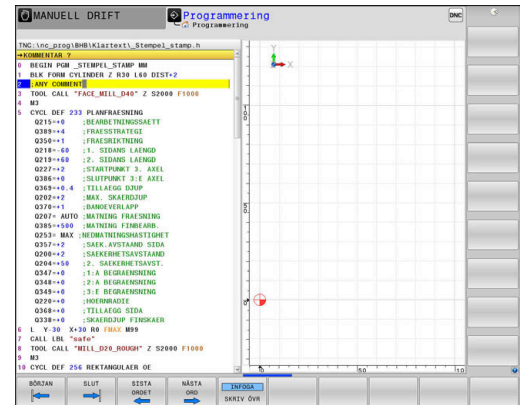 MANUELL DRIFT
Programmering
Programmering
DNC
TNC:\nc_prog\BHB\Klartext\_Stempel_stamp.h
→KOMMENTAR ?
0 BEGIN PGM _STEMPEL_STAMP MM
1 BLK FORM CYLINDER Z R30 L60 DIST+2
2 ;ANY COMMENT
3 TOOL CALL "FACE_MILL_D40" Z S2000 F1000
4 M3
5 CYCL DEF 233 PLANFRAESNING
Q215=+0 ;BEARBETNINGSSAETT
Q389=+4 ;FRAESSTRATEGI
Q350=+1 ;FRAESRIKTNING
Q218=-60 ;1. SIDANS LAENGD
Q219=+60 ;2. SIDANS LAENGD
Q227=+2 ;STARTPUNKT 3. AXEL
Q386=+0 ;SLUTPUNKT 3:E AXEL
Q369=+0.4 ;TILLAEGG DJUP
Q202=+2 ;MAX. SKAERDJUP
Q370=+1 ;BANOEVERLAPP
Q207= AUTO ;MATNING FRAESNING
Q385=+500 ;MATNING FINBEARB.
Q253= MAX ;NEDMATNINGSHASTIGHET
Q357=+2 ;SAEK.AVSTAAND SIDA
Q200=+2 ;SAEKERHETSAVSTAAND
Q204=+50 ;2. SAEKERHETSAVST.
Q347=+0 ;1:A BEGRAENSNING
Q348=+0 ;2:A BEGRAENSNING
Q349=+0 ;3:E BEGRAENSNING
Q220=+0 ;HOERNRADIE
Q368=+0 ;TILLAEGG SIDA
Q338=+0 ;SKAERDJUP FINSKAER
6 L Y-30 X+30 R0 FMAX M99
7 CALL LBL "safe"
8 TOOL CALL "MILL_D20_ROUGH" Z S2000 F1000
9 M3
10 CYCL DEF 256 REKTANGULAER OE
Y
X
100
50
0
0
50
100
BÖRJAN
SLUT
SISTA ORDET
NÄSTA ORD
INFOGA
SKRIV ÖVR